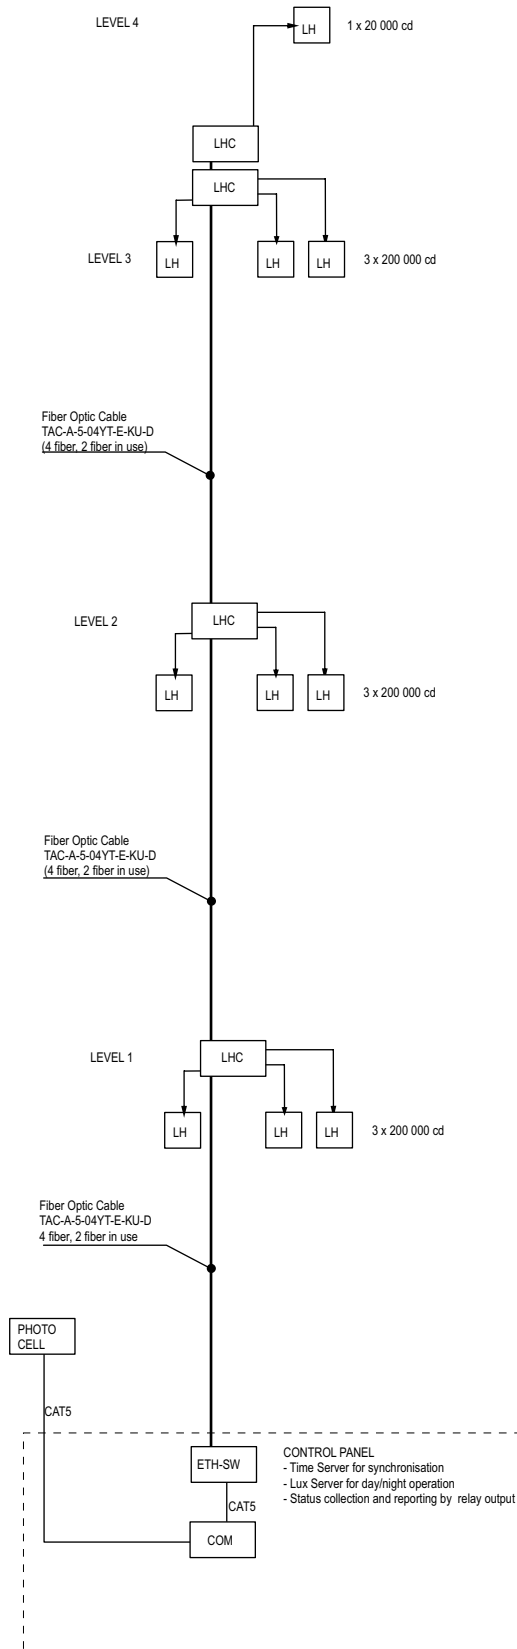 LEVEL 4
LH
1 x 20 000 cd
LHC
LHC
LEVEL 3
LH
LH
LH
3 x 200 000 cd
Fiber Optic Cable
TAC-A-5-04YT-E-KU-D
(4 fiber, 2 fiber in use)
LEVEL 2
LHC
LH
LH
LH
3 x 200 000 cd
Fiber Optic Cable
TAC-A-5-04YT-E-KU-D
(4 fiber, 2 fiber in use)
LEVEL 1
LHC
LH
LH
LH
3 x 200 000 cd
Fiber Optic Cable
TAC-A-5-04YT-E-KU-D
4 fiber, 2 fiber in use
PHOTO
CELL
CAT5
ETH-SW
CONTROL PANEL
- Time Server for synchronisation
- Lux Server for day/night operation
- Status collection and reporting by relay output
CAT5
COM